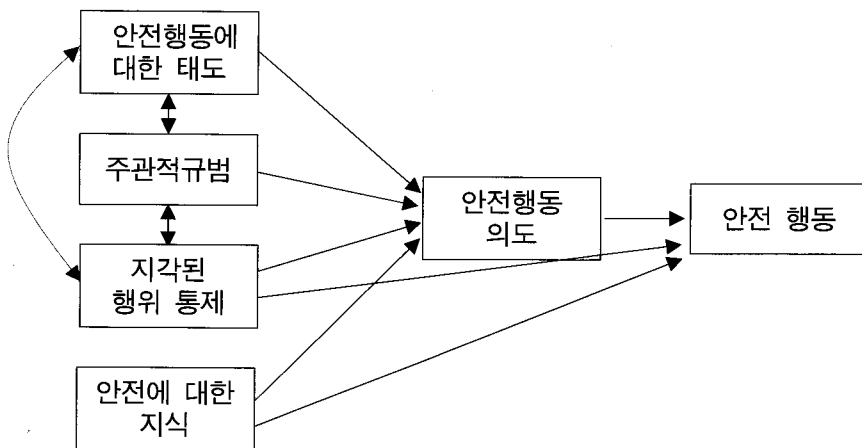 안전행동에
대한 태도
주관적규범
지각된
행위 통제
안전에 대한
지식
안전행동
의도
안전 행동